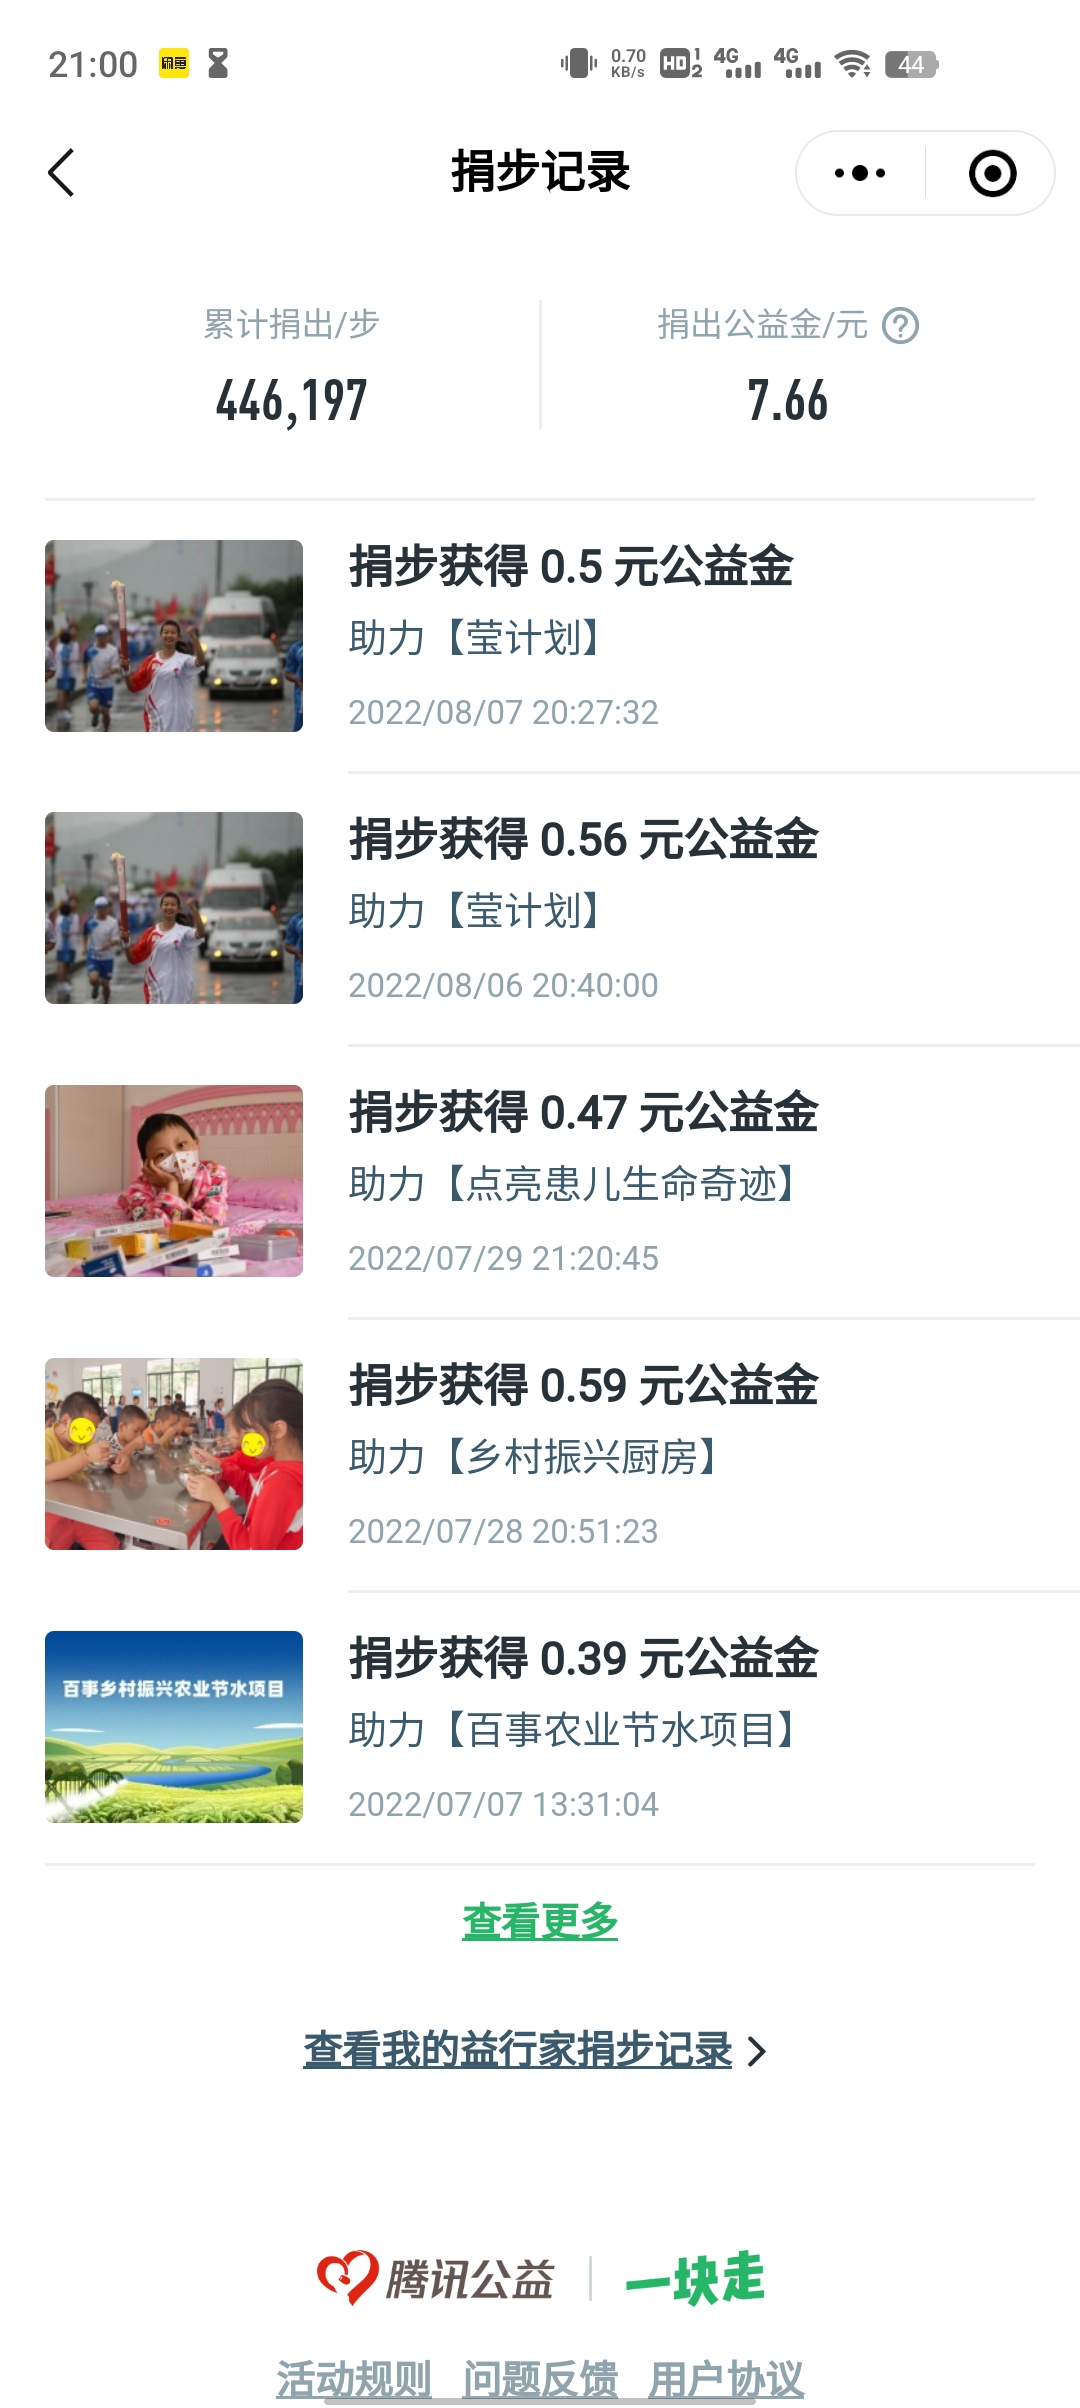 21:00
闲鱼
0.70
KB/s
HD 1 2
4G
4G
44
捐步记录
累计捐出/步
捐出公益金/元 ?
446,197
7.66
捐步获得 0.5 元公益金
助力【莹计划】
2022/08/07 20:27:32
捐步获得 0.56 元公益金
助力【莹计划】
2022/08/06 20:40:00
捐步获得 0.47 元公益金
助力【点亮患儿生命奇迹】
2022/07/29 21:20:45
捐步获得 0.59 元公益金
助力【乡村振兴厨房】
2022/07/28 20:51:23
百事乡村振兴农业节水项目
捐步获得 0.39 元公益金
助力【百事农业节水项目】
2022/07/07 13:31:04
查看更多
查看我的益行家捐步记录
腾讯公益
一块走
活动规则 问题反馈 用户协议